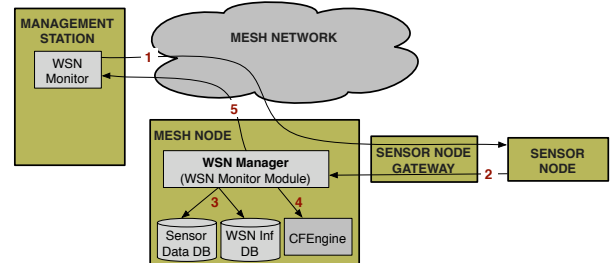 MANAGEMENT
STATION
WSN
Monitor
1
MESH NETWORK
5
MESH NODE
WSN Manager
(WSN Monitor Module)
3
4
Sensor
Data DB
WSN Inf
DB
CFEngine
SENSOR NODE
GATEWAY
2
SENSOR
NODE